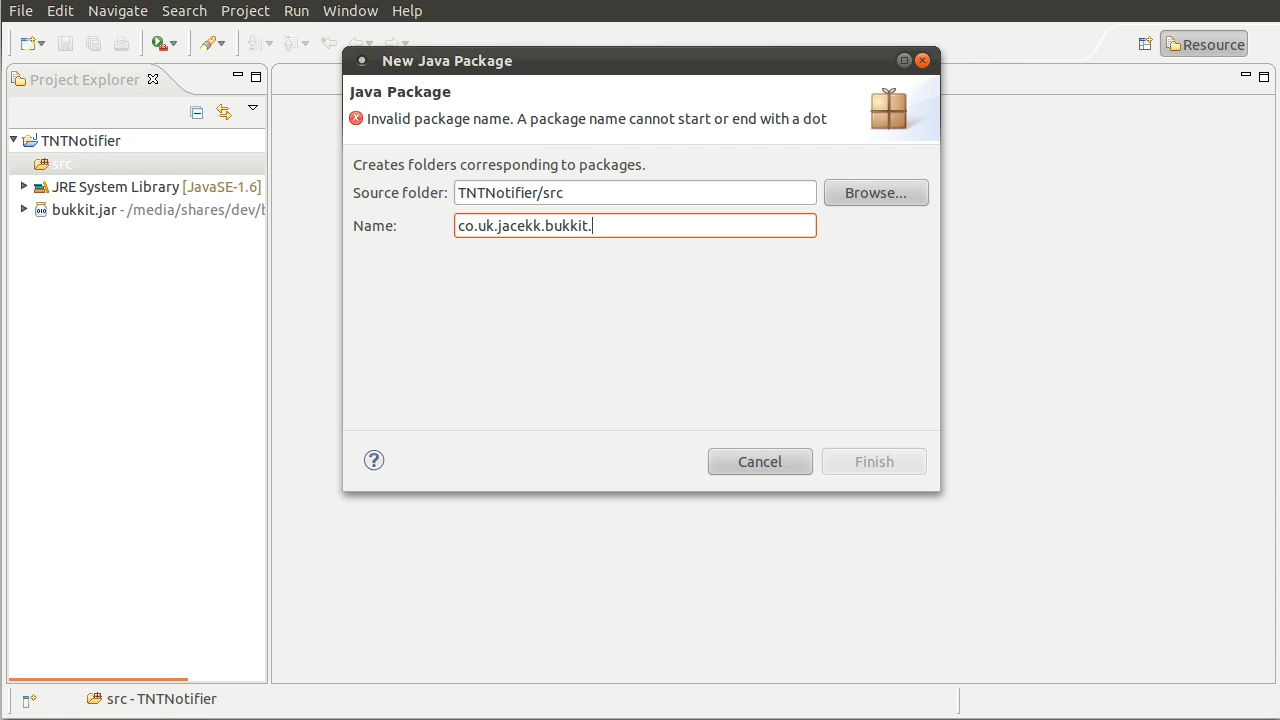 File Edit Navigate Search Project Run Window Help
Resource
Project Explorer
TNTNotifier
src
JRE System Library [JavaSE-1.6]
bukkit.jar - /media/shares/dev/b
New Java Package
Java Package
Invalid package name. A package name cannot start or end with a dot
Creates folders corresponding to packages.
Source folder: TNTNotifier/src Browse...
Name: co.uk.jacekk.bukkit.
Cancel Finish
src - TNTNotifier